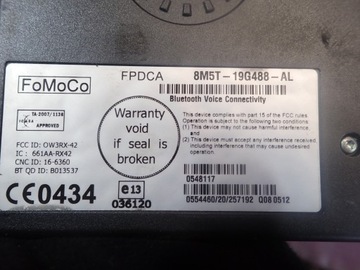 FoMoCo
FPDCA
8M5T-19G488-AL
TA-2007/1126
APPROVED
Warranty
void
if seal is
broken
Bluetooth Voice Connectivity
This device complies with part 15 of the FCC Rules.
Operation is subject to the following two conditions:
(1) This device may not cause harmful interference,
and
(2) This device must accept any interference received
including interference that may cause undesired
operation.
FCC ID: OW3RX-42
IC : 661AA-RX42
CNC ID: 16-6360
BT QD ID: B013537
CE0434
e13
036120
0548117
0554460/20/257192 Q08 0512